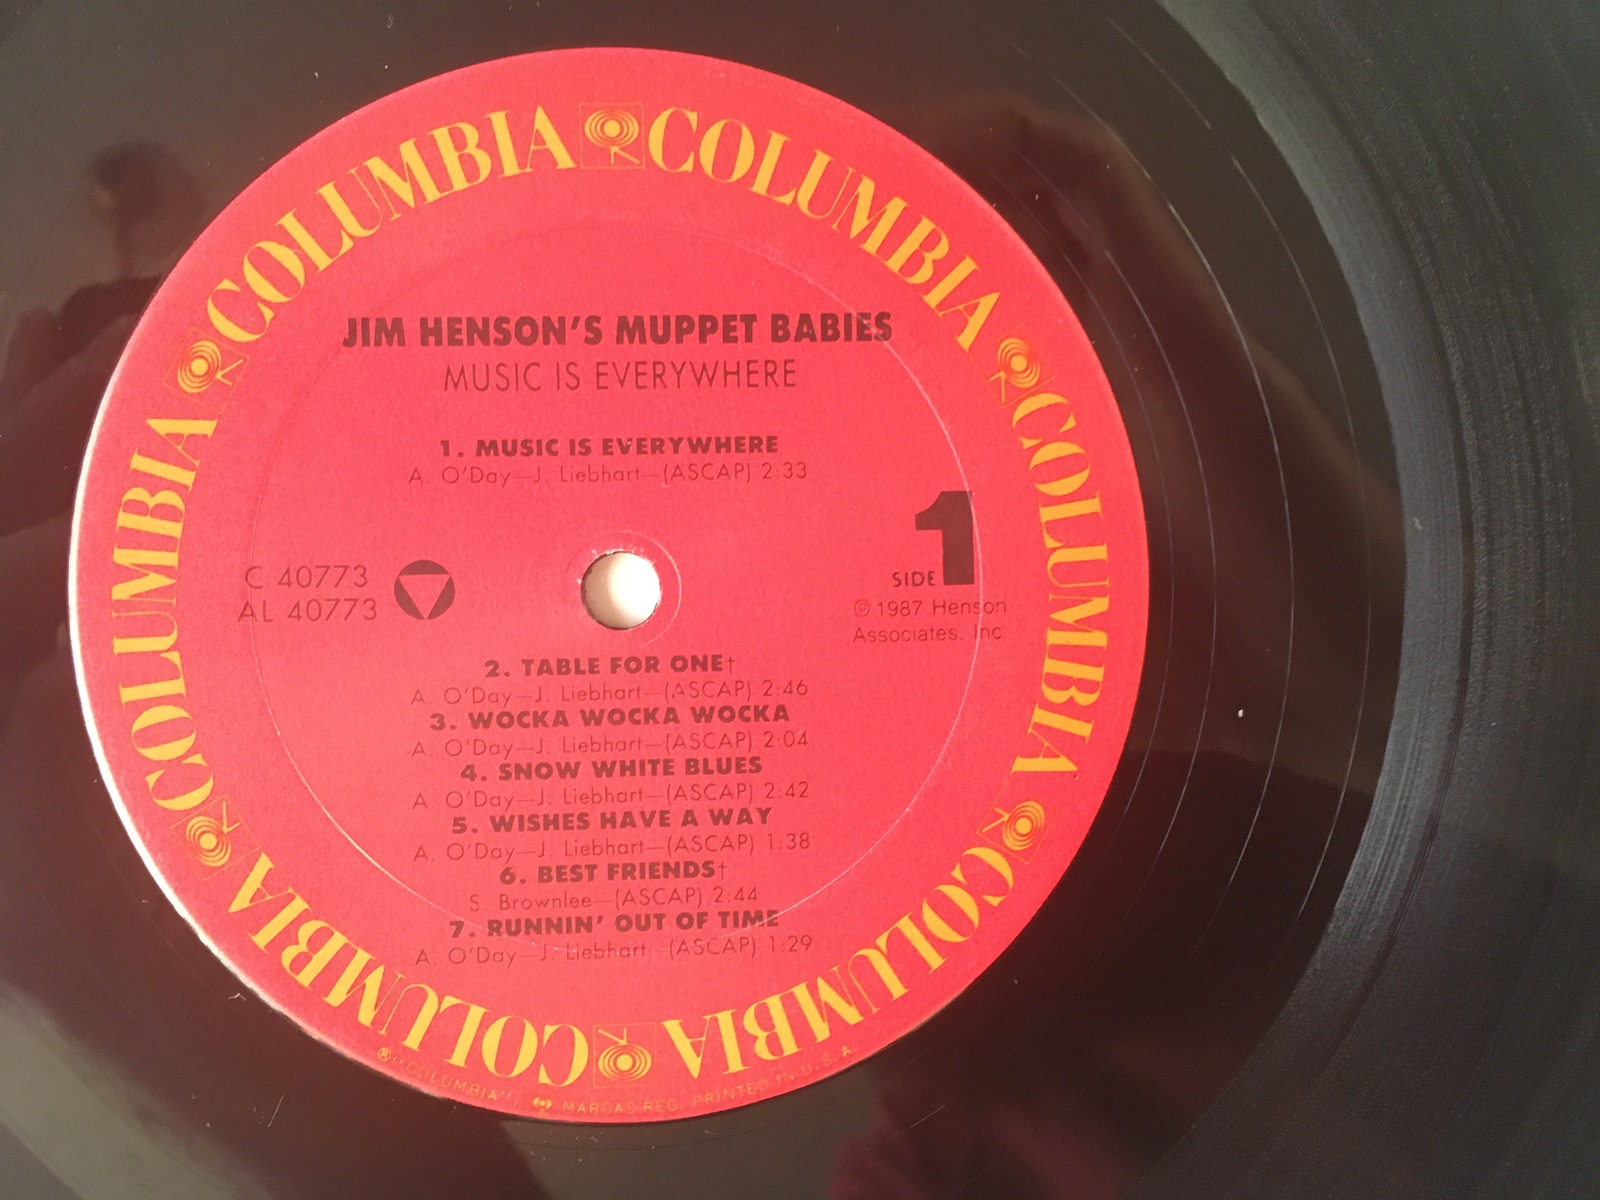 COLUMBIA COLUMBIA COLUMBIA COLUMBIA COLUMBIA COLUMBIA
JIM HENSON'S MUPPET BABIES
MUSIC IS EVERYWHERE
1. MUSIC IS EVERYWHERE
A. O'Day—J. Liebhart—(ASCAP) 2:33
C 40773
AL 40773
SIDE 1
℗ 1987 Henson
Associates, Inc.
2. TABLE FOR ONE†
A. O'Day—J. Liebhart—(ASCAP) 2:46
3. WOCKA WOCKA WOCKA
A. O'Day—J. Liebhart—(ASCAP) 2:04
4. SNOW WHITE BLUES
A. O'Day—J. Liebhart—(ASCAP) 2:42
5. WISHES HAVE A WAY
A. O'Day—J. Liebhart—(ASCAP) 1:38
6. BEST FRIENDS†
S. Brownlee—(ASCAP) 2:44
7. RUNNIN' OUT OF TIME
A. O'Day—J. Liebhart—(ASCAP) 1:29
® "COLUMBIA", MARCAS REG. PRINTED IN U.S.A.